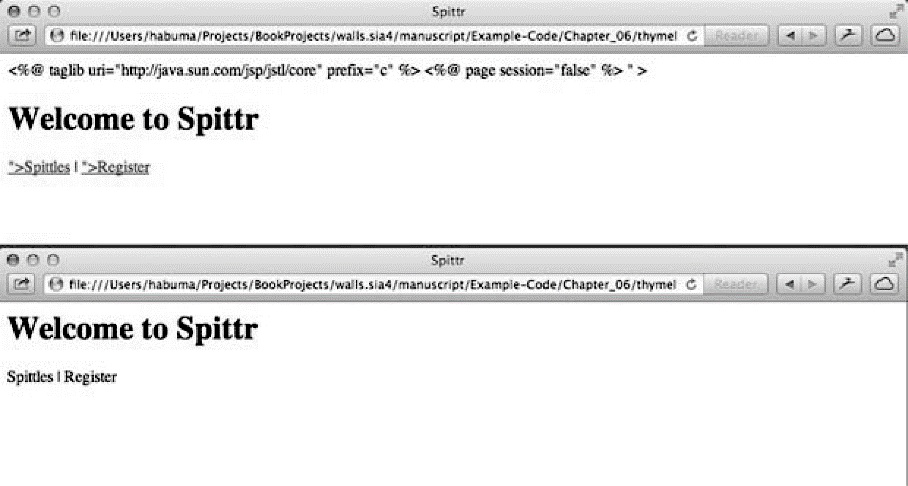 Spittr
file:///Users/habuma/Projects/BookProjects/walls.sia4/manuscript/Example-Code/Chapter_06/thymel
Reader
<%@ taglib uri="http://java.sun.com/jsp/jstl/core" prefix="c" %> <%@ page session="false" %> " >
Welcome to Spittr
">Spittles | ">Register
Spittr
file:///Users/habuma/Projects/BookProjects/walls.sia4/manuscript/Example-Code/Chapter_06/thymel
Reader
Welcome to Spittr
Spittles | Register